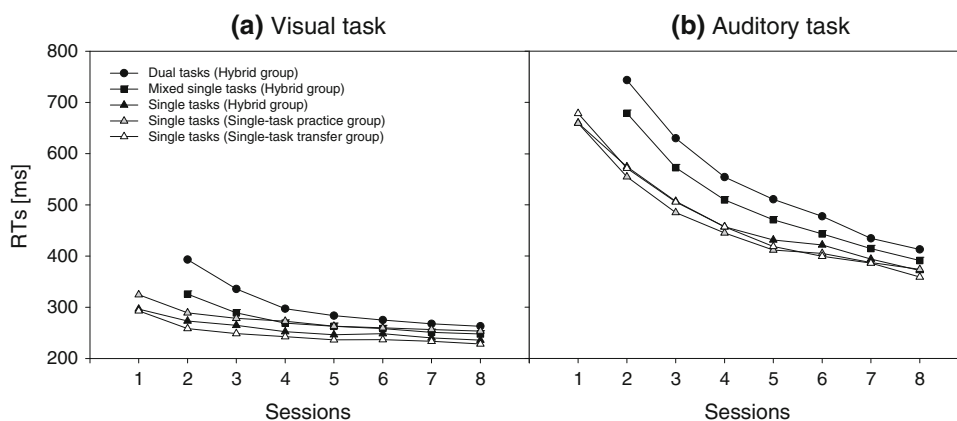 (a) Visual task
(b) Auditory task
800
700
600
500
400
300
200
RTs [ms]
Dual tasks (Hybrid group)
Mixed single tasks (Hybrid group)
Single tasks (Hybrid group)
Single tasks (Single-task practice group)
Single tasks (Single-task transfer group)
1 2 3 4 5 6 7 8
1 2 3 4 5 6 7 8
Sessions
Sessions